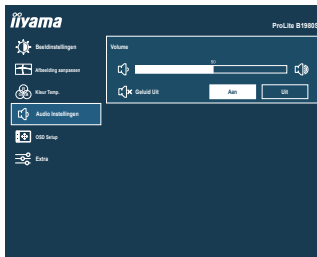 iiyama
ProLite B1980S
Beeldinstellingen
Volume
50
Afbeelding aanpassen
Kleur Temp.
Geluid Uit
Aan
Uit
Audio Instellingen
OSD Setup
Extra